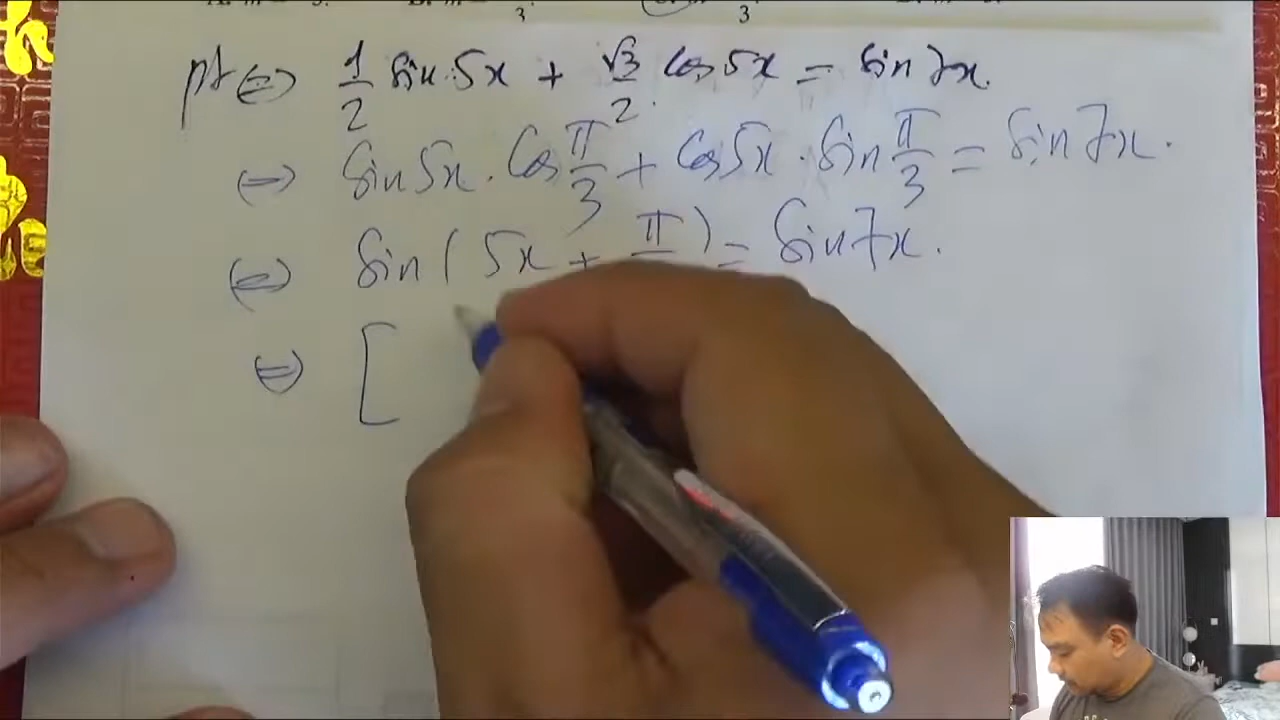 pt ⇔ 1/2 sin 5x + √3/2 cos 5x = sin 7x.
⇔ sin 5x . cos π/3 + cos 5x . sin π/3 = sin 7x.
⇔ sin( 5x + π ) = sin 7x.
⇔ [